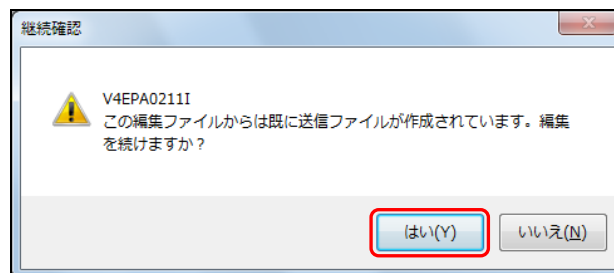 継続確認
V4EPA0211I
この編集ファイルからは既に送信ファイルが作成されています。編集
を続けますか？
はい(Y) いいえ(N)